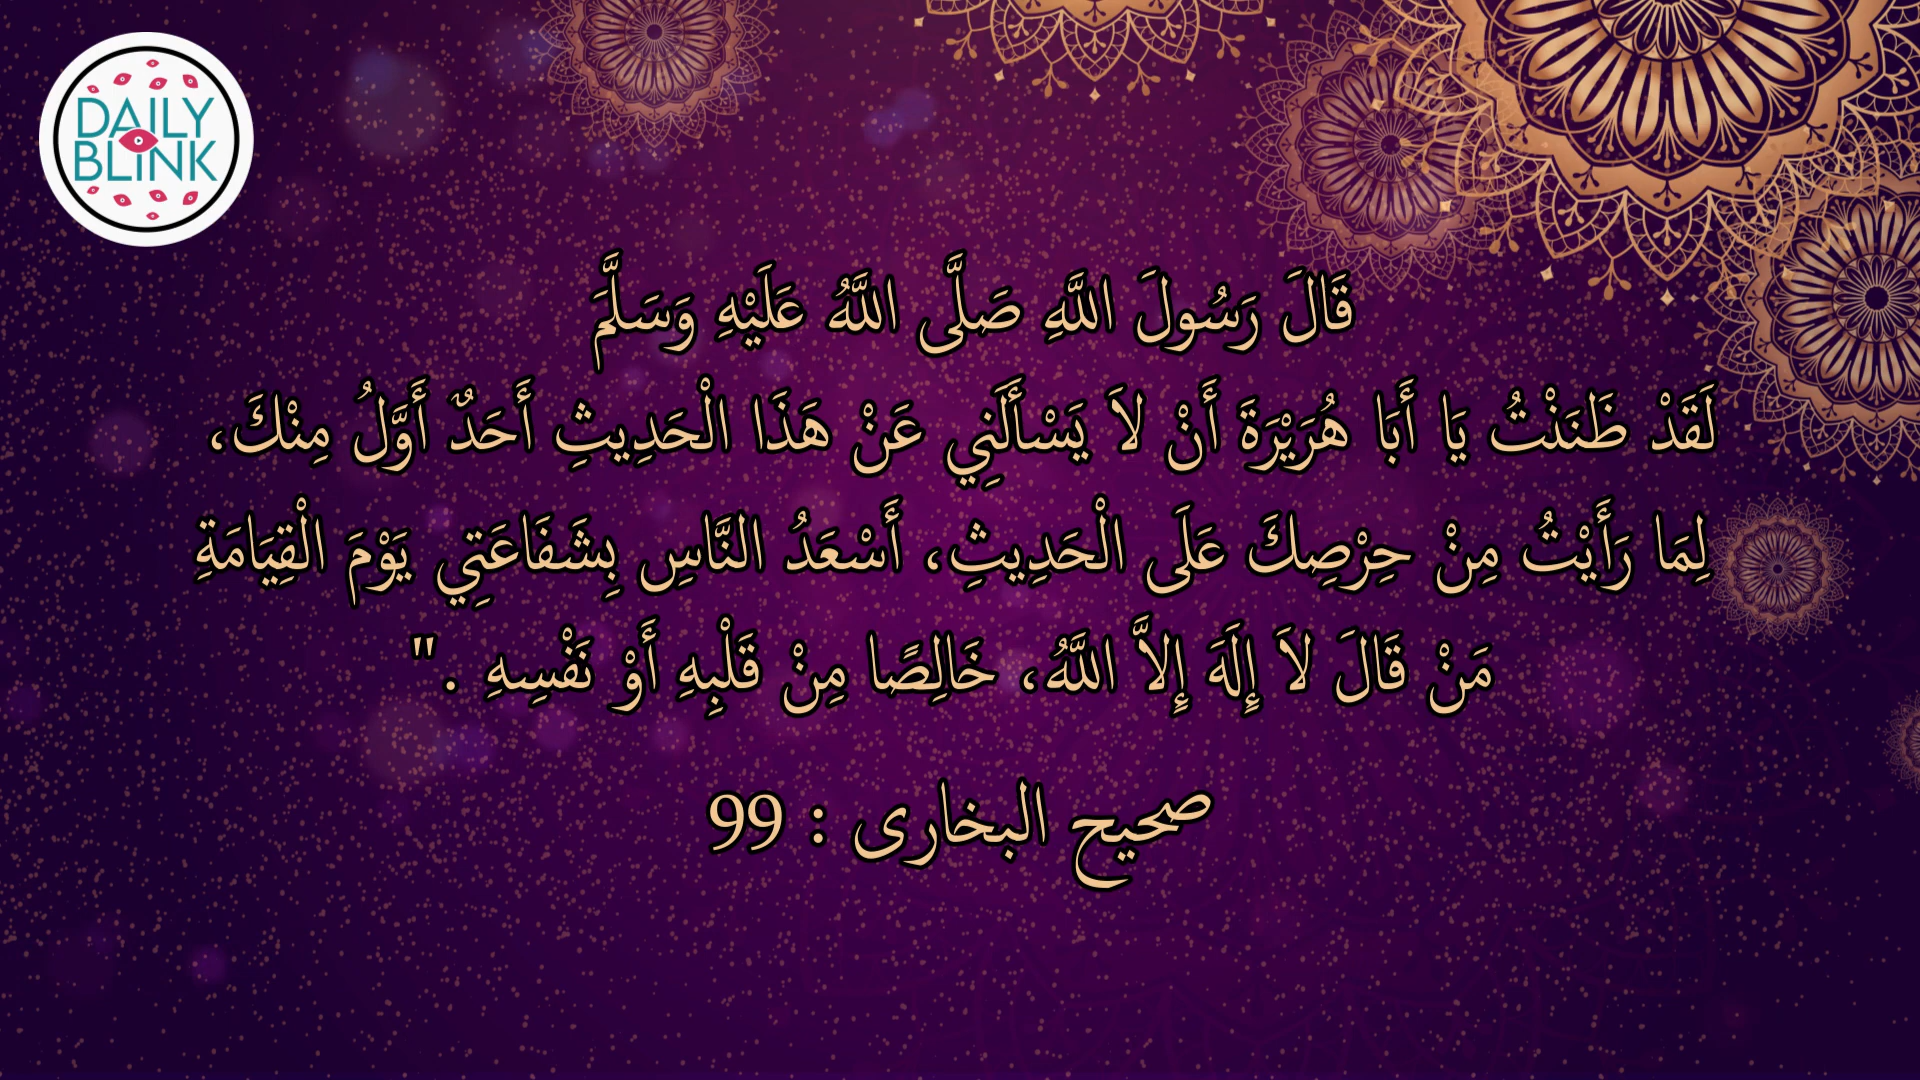 DAILY
BLINK
قَالَ رَسُولَ اللَّهِ صَلَّى اللَّهُ عَلَيْهِ وَسَلَّمَ
لَقَدْ ظَنَنْتُ يَا أَبَا هُرَيْرَةَ أَنْ لاَ يَسْأَلَنِي عَنْ هَذَا الْحَدِيثِ أَحَدٌ أَوَّلُ مِنْكَ،
لِمَا رَأَيْتُ مِنْ حِرْصِكَ عَلَى الْحَدِيثِ، أَسْعَدُ النَّاسِ بِشَفَاعَتِي يَوْمَ الْقِيَامَةِ
مَنْ قَالَ لاَ إِلَهَ إِلاَّ اللَّهُ، خَالِصًا مِنْ قَلْبِهِ أَوْ نَفْسِهِ ‏.‏"
صحيح البخارى : 99